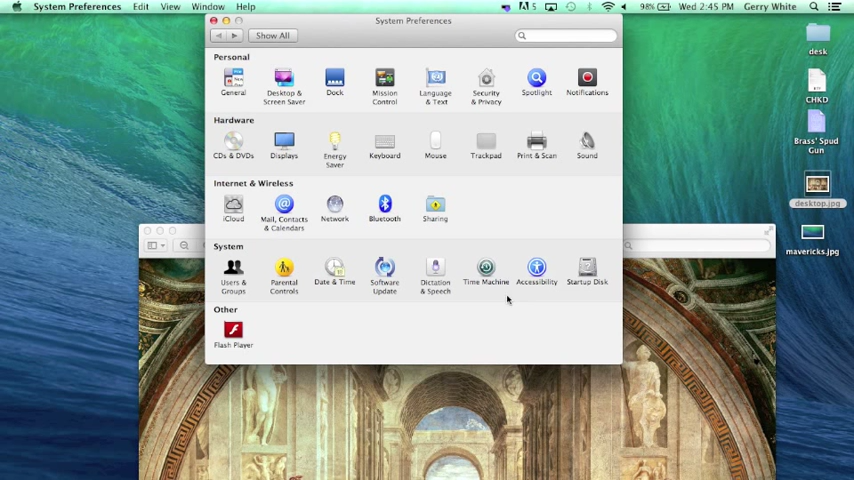 System Preferences Edit View Window Help 5 98% Wed 2:45 PM Gerry White
System Preferences
Show All
Personal
General Desktop & Screen Saver Dock Mission Control Language & Text Security & Privacy Spotlight Notifications
Hardware
CDs & DVDs Displays Energy Saver Keyboard Mouse Trackpad Print & Scan Sound
Internet & Wireless
iCloud Mail, Contacts & Calendars Network Bluetooth Sharing
System
Users & Groups Parental Controls Date & Time Software Update Dictation & Speech Time Machine Accessibility Startup Disk
Other
Flash Player
desk
CHKD
Brass' Spud
Gun
desktop.jpg
mavericks.jpg